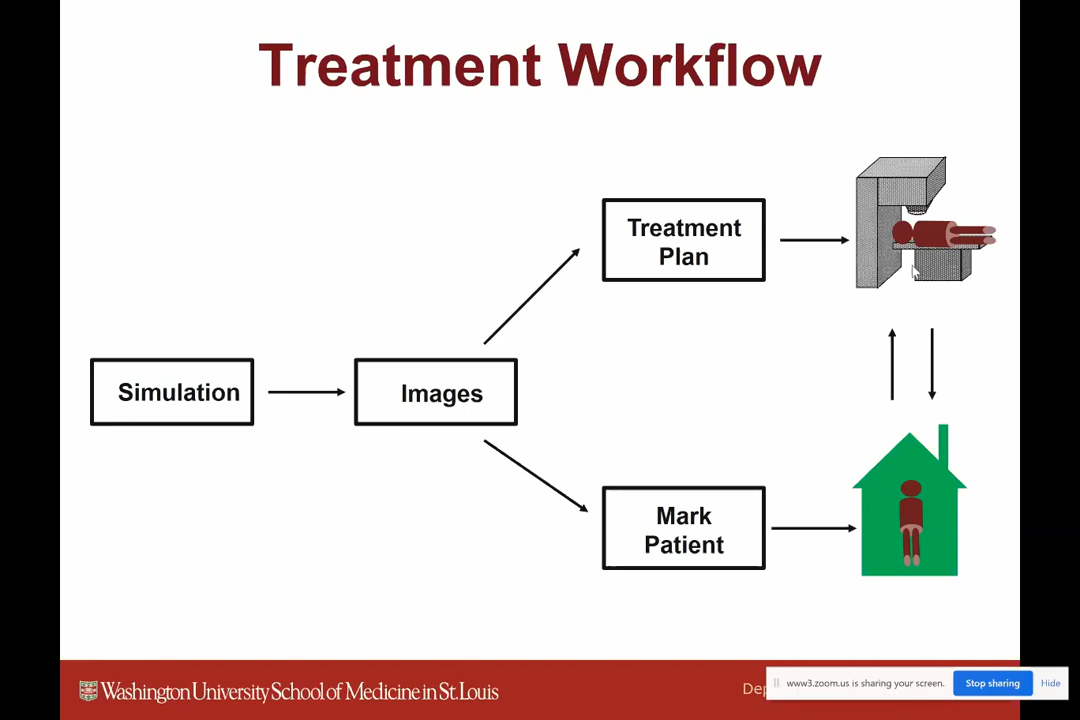 Treatment Workflow
Treatment
Plan
Simulation
Images
Mark
Patient
Washington University School of Medicine in St. Louis
www3.zoom.us is sharing your screen.
Stop sharing
Hide